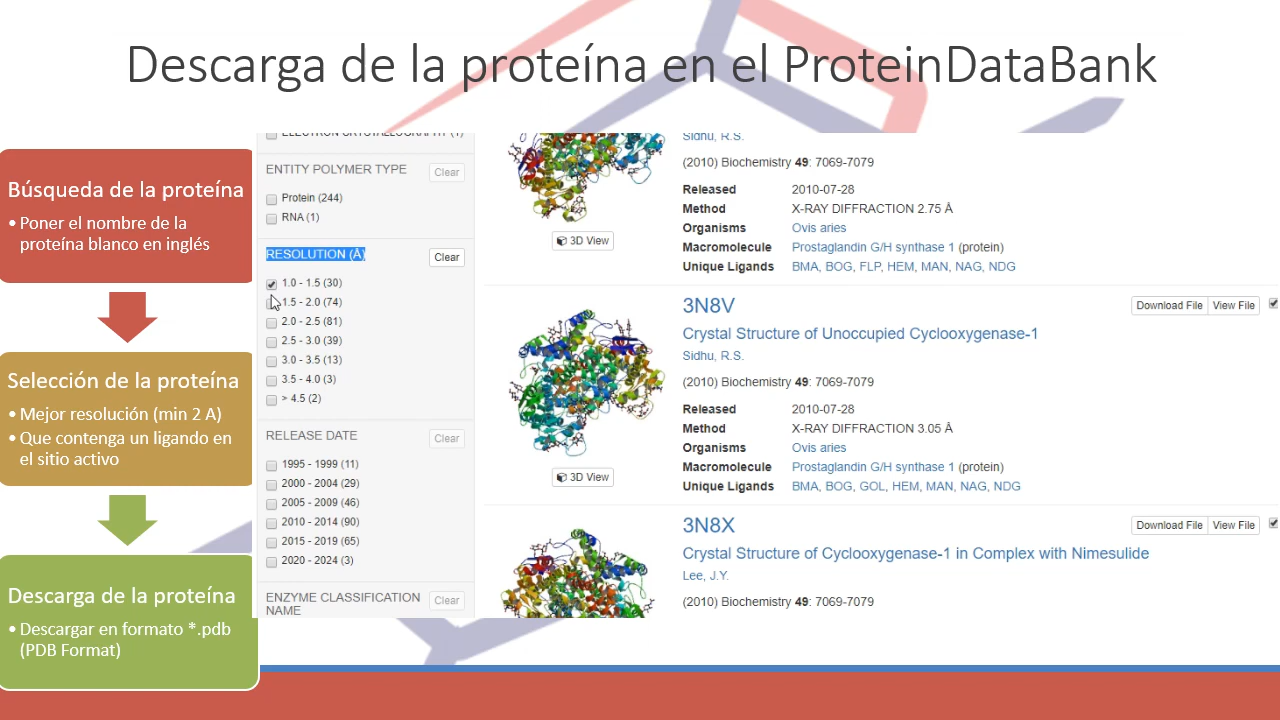 Descarga de la proteína en el ProteinDataBank
Búsqueda de la proteína
• Poner el nombre de la
proteína blanco en inglés
Selección de la proteína
• Mejor resolución (min 2 A)
• Que contenga un ligando en
el sitio activo
Descarga de la proteína
• Descargar en formato *.pdb
(PDB Format)
ELECTRON CRYSTALLOGRAPHY (1)
ENTITY POLYMER TYPE Clear
Protein (244)
RNA (1)
RESOLUTION (Å) Clear
1.0 - 1.5 (30)
1.5 - 2.0 (74)
2.0 - 2.5 (81)
2.5 - 3.0 (39)
3.0 - 3.5 (13)
3.5 - 4.0 (3)
> 4.5 (2)
RELEASE DATE Clear
1995 - 1999 (11)
2000 - 2004 (29)
2005 - 2009 (46)
2010 - 2014 (90)
2015 - 2019 (65)
2020 - 2024 (3)
ENZYME CLASSIFICATION Clear
NAME
Sidhu, R.S.
(2010) Biochemistry 49: 7069-7079
Released 2010-07-28
Method X-RAY DIFFRACTION 2.75 Å
Organisms Ovis aries
Macromolecule Prostaglandin G/H synthase 1 (protein)
Unique Ligands BMA, BOG, FLP, HEM, MAN, NAG, NDG
3D View
3N8V Download File View File
Crystal Structure of Unoccupied Cyclooxygenase-1
Sidhu, R.S.
(2010) Biochemistry 49: 7069-7079
Released 2010-07-28
Method X-RAY DIFFRACTION 3.05 Å
Organisms Ovis aries
Macromolecule Prostaglandin G/H synthase 1 (protein)
Unique Ligands BMA, BOG, GOL, HEM, MAN, NAG, NDG
3D View
3N8X Download File View File
Crystal Structure of Cyclooxygenase-1 in Complex with Nimesulide
Lee, J.Y.
(2010) Biochemistry 49: 7069-7079